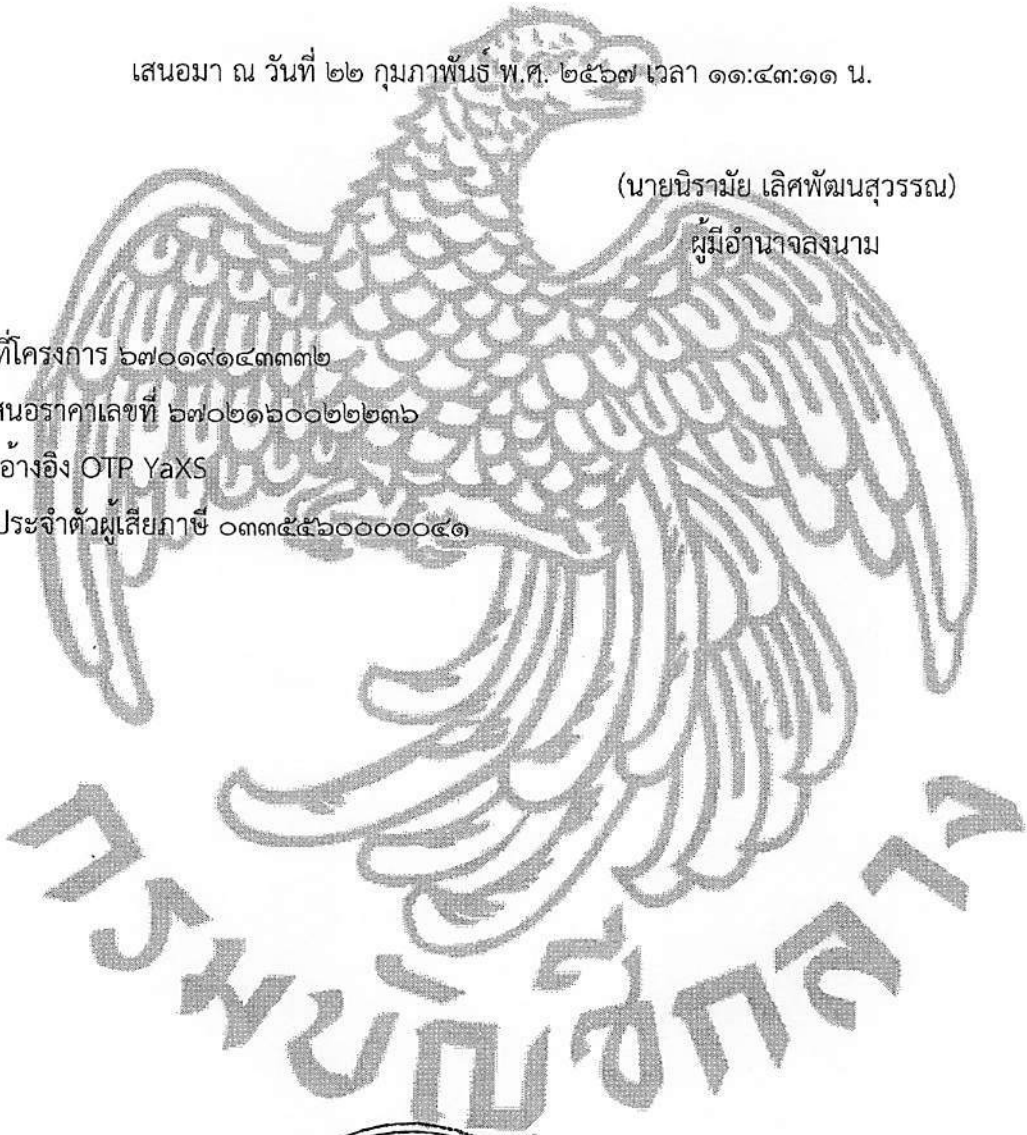 เสนอมา ณ วันที่ ๒๒ กุมภาพันธ์ พ.ศ. ๒๕๖๗ เวลา ๑๑:๔๓:๑๑ น.
(นายนิรามัย เลิศพัฒนสุวรรณ)
ผู้มีอำนาจลงนาม
ที่โครงการ ๖๗๐๑๙๑๔๓๓๓๒
สนอราคาเลขที่ ๖๗๐๒๑๖๐๐๒๒๒๓๖
อ้างอิง OTP YaXS
ประจำตัวผู้เสียภาษี ๐๓๓๕๕๖๐๐๐๐๐๔๑
กรมบัญชีกลาง